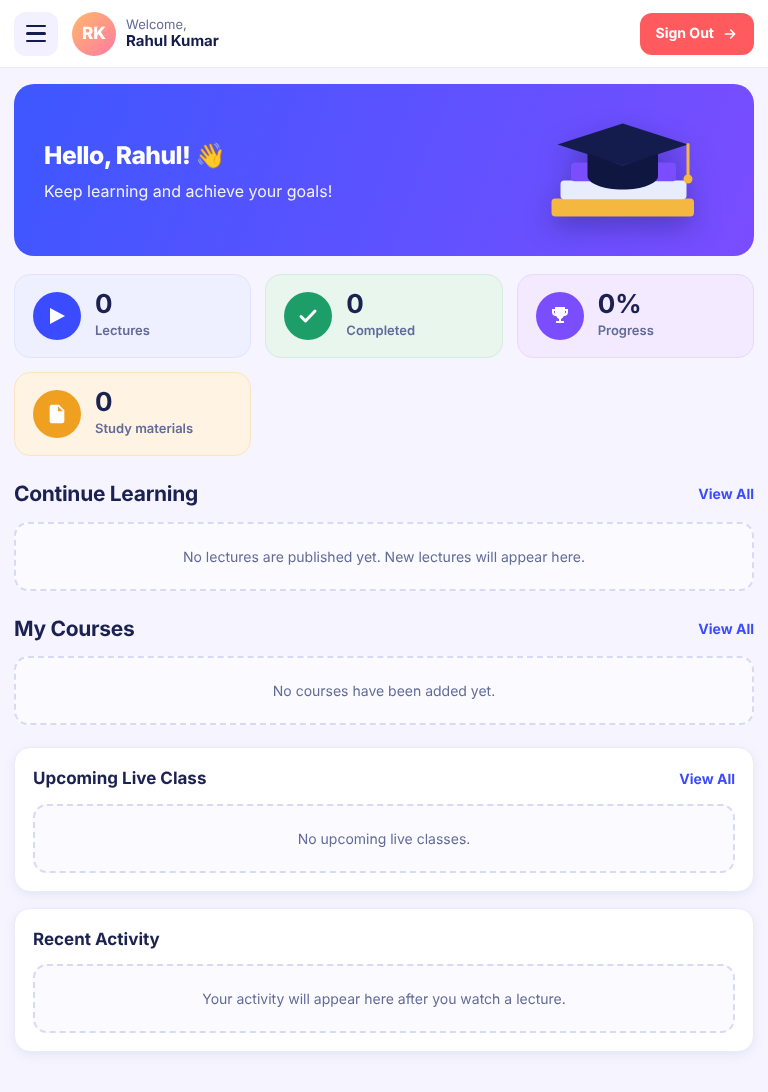 RK
Welcome,
Rahul Kumar
Sign Out →
Hello, Rahul! 👋
Keep learning and achieve your goals!
0
Lectures
0
Completed
0%
Progress
0
Study materials
Continue Learning
View All
No lectures are published yet. New lectures will appear here.
My Courses
View All
No courses have been added yet.
Upcoming Live Class
View All
No upcoming live classes.
Recent Activity
Your activity will appear here after you watch a lecture.